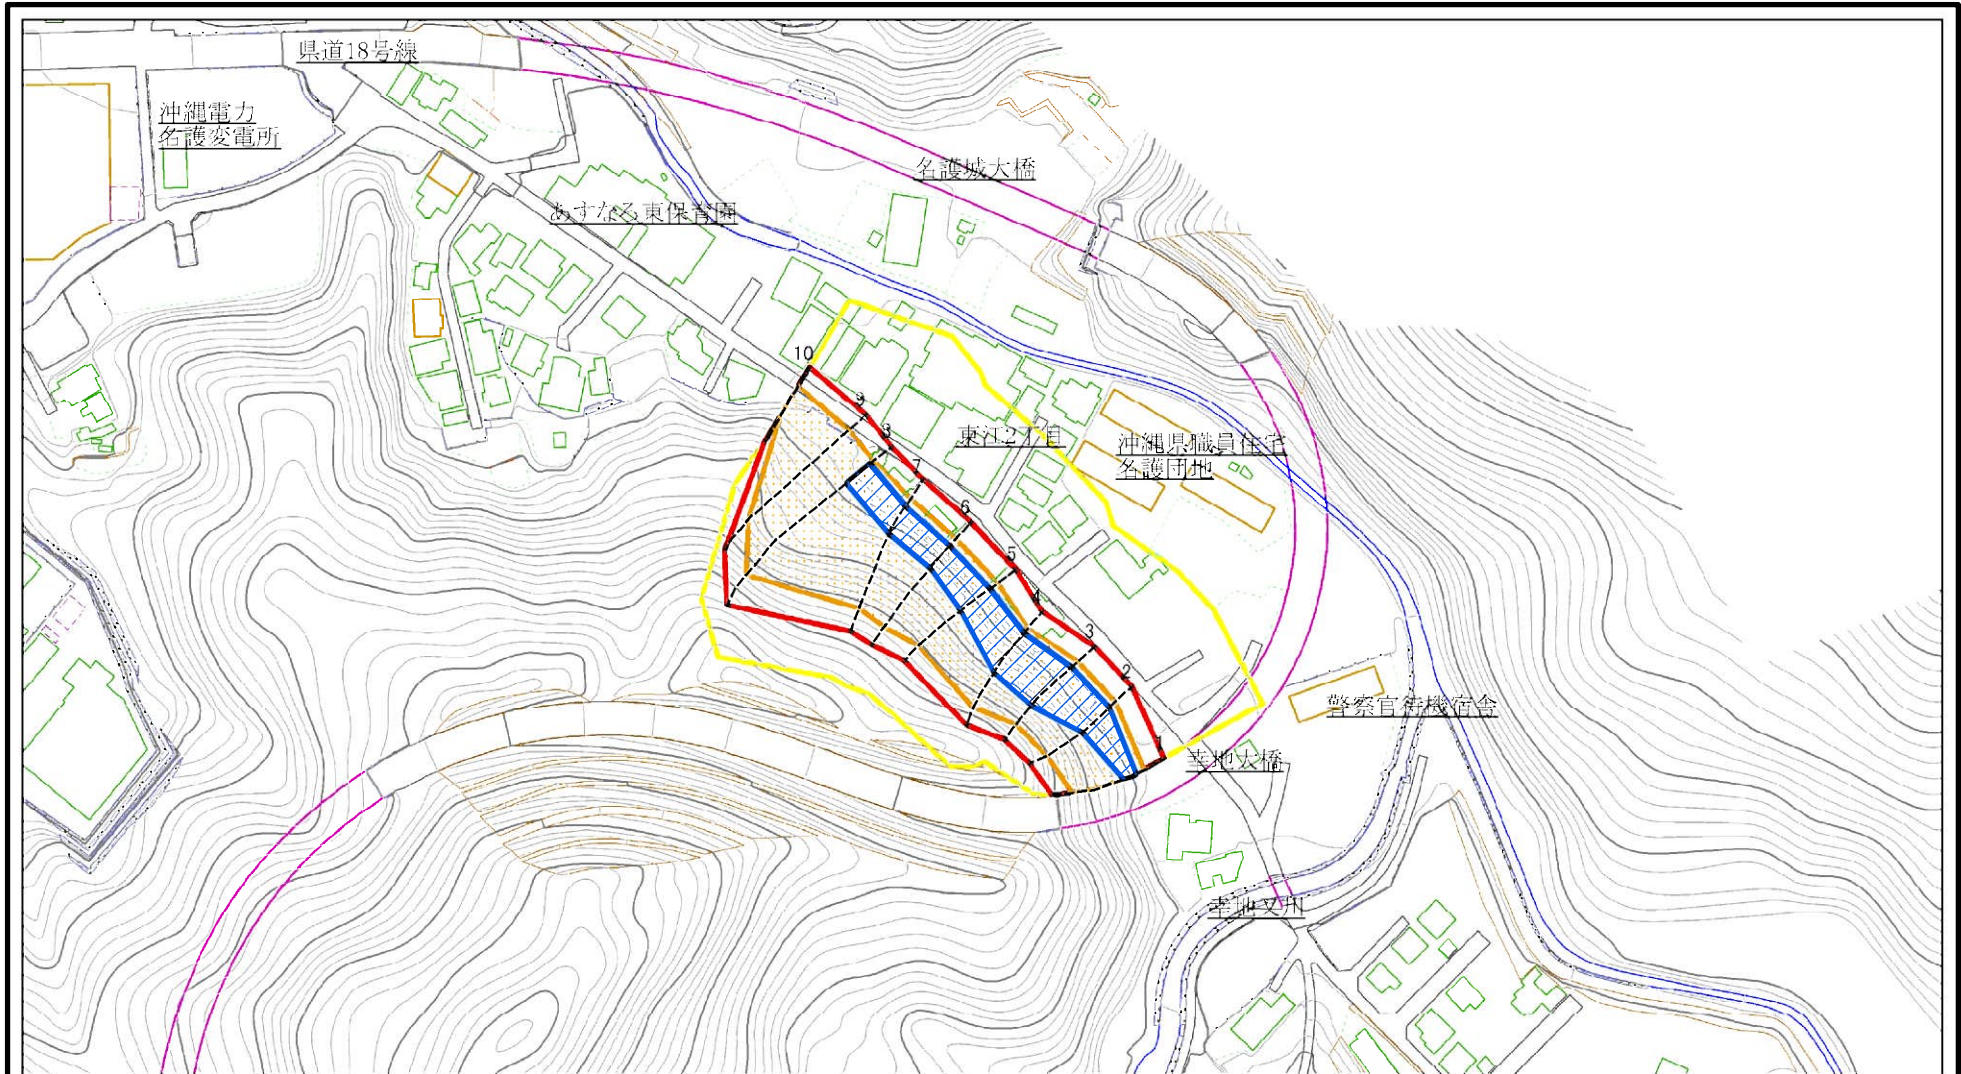 県道18号線
沖縄電力
名護変電所
名護城大橋
あすなろ東保育園
10
9
8
東江2丁目
沖縄県職員住宅
名護団地
7
6
5
4
3
2
警察官待機宿舎
1
幸地大橋
幸地又川